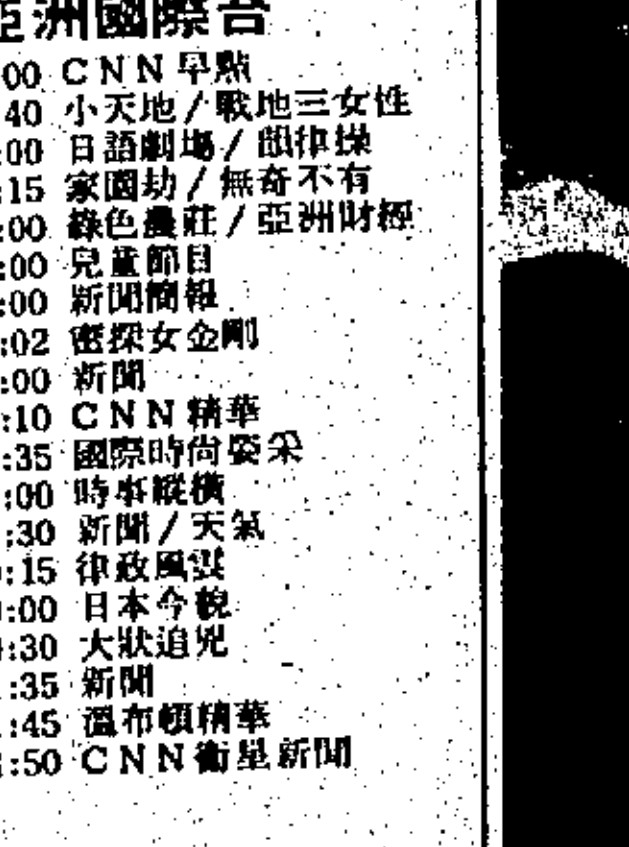 亞洲國際台
:00 CNN早點
:40 小天地/戰地三女性
:00 日語劇場/韻律操
:15 家園劫/無奇不有
:00 綠色農莊/亞洲財經
:00 兒童節目
:00 新聞簡報
:02 密探女金剛
:00 新聞
:10 CNN精華
:35 國際時尚姿采
:00 時事縱橫
:30 新聞/天氣
:15 律政風雲
:00 日本今貌
:30 大狀追兇
:35 新聞
:45 溫布頓精華
:50 CNN衛星新聞